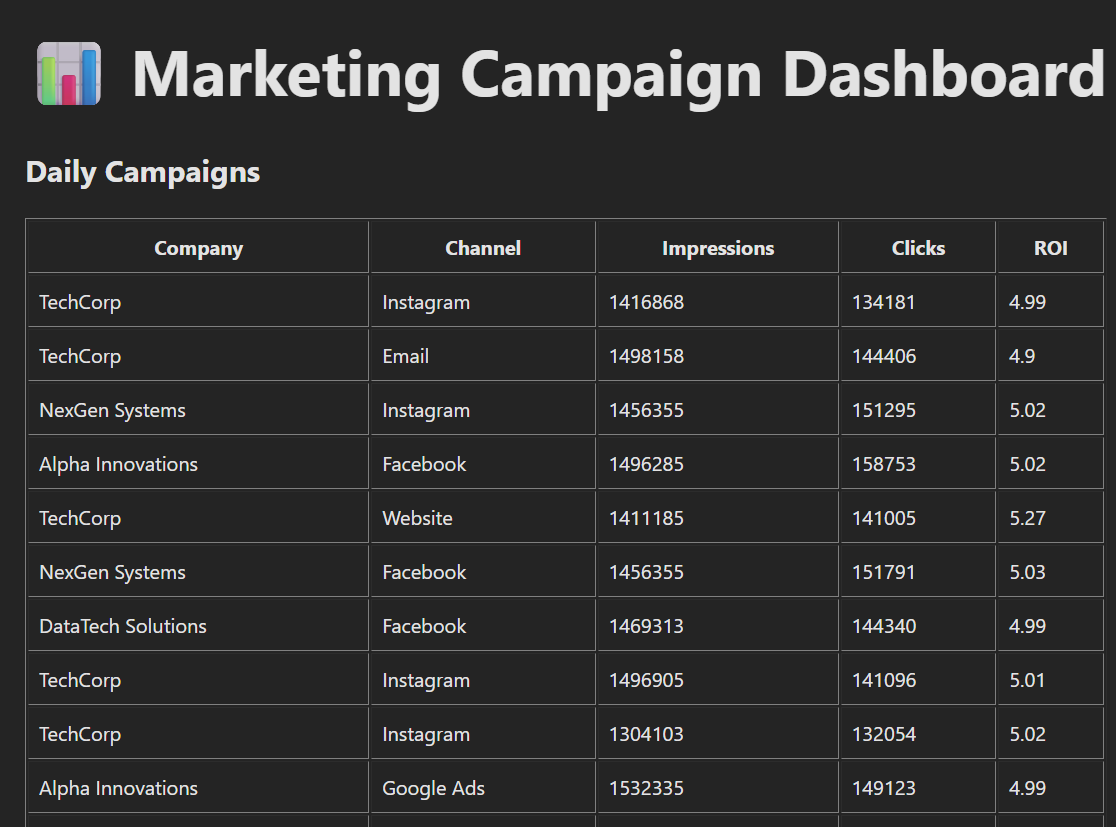 Marketing Campaign Dashboard
Daily Campaigns
Company Channel Impressions Clicks ROI
TechCorp Instagram 1416868 134181 4.99
TechCorp Email 1498158 144406 4.9
NexGen Systems Instagram 1456355 151295 5.02
Alpha Innovations Facebook 1496285 158753 5.02
TechCorp Website 1411185 141005 5.27
NexGen Systems Facebook 1456355 151791 5.03
DataTech Solutions Facebook 1469313 144340 4.99
TechCorp Instagram 1496905 141096 5.01
TechCorp Instagram 1304103 132054 5.02
Alpha Innovations Google Ads 1532335 149123 4.99